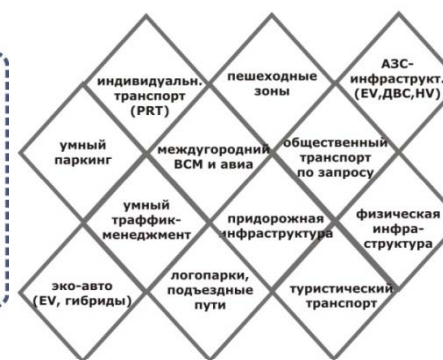 индивидуальн.
транспорт
(PRT)
пешеходные
зоны
АЗС-
инфраструкт.
(EV,ДВС,HV)
умный
паркинг
междугородний
ВСМ и авиа
общественный
транспорт
по запросу
умный
траффик-
менеджмент
придорожная
инфраструктура
физическая
инфра-
структура
эко-авто
(EV, гибриды)
логопарки,
подъездные
пути
туристический
транспорт